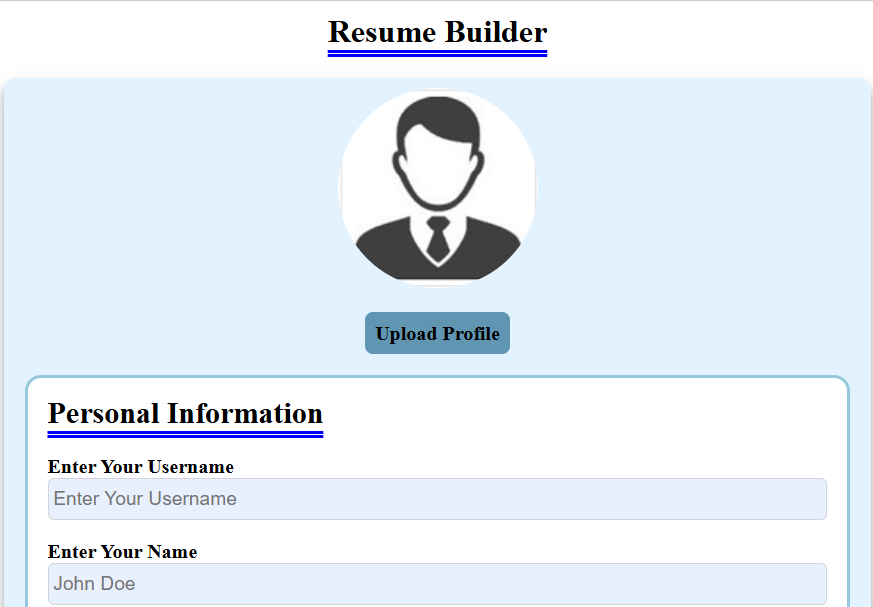 Resume Builder
Upload Profile
Personal Information
Enter Your Username
Enter Your Username
Enter Your Name
John Doe